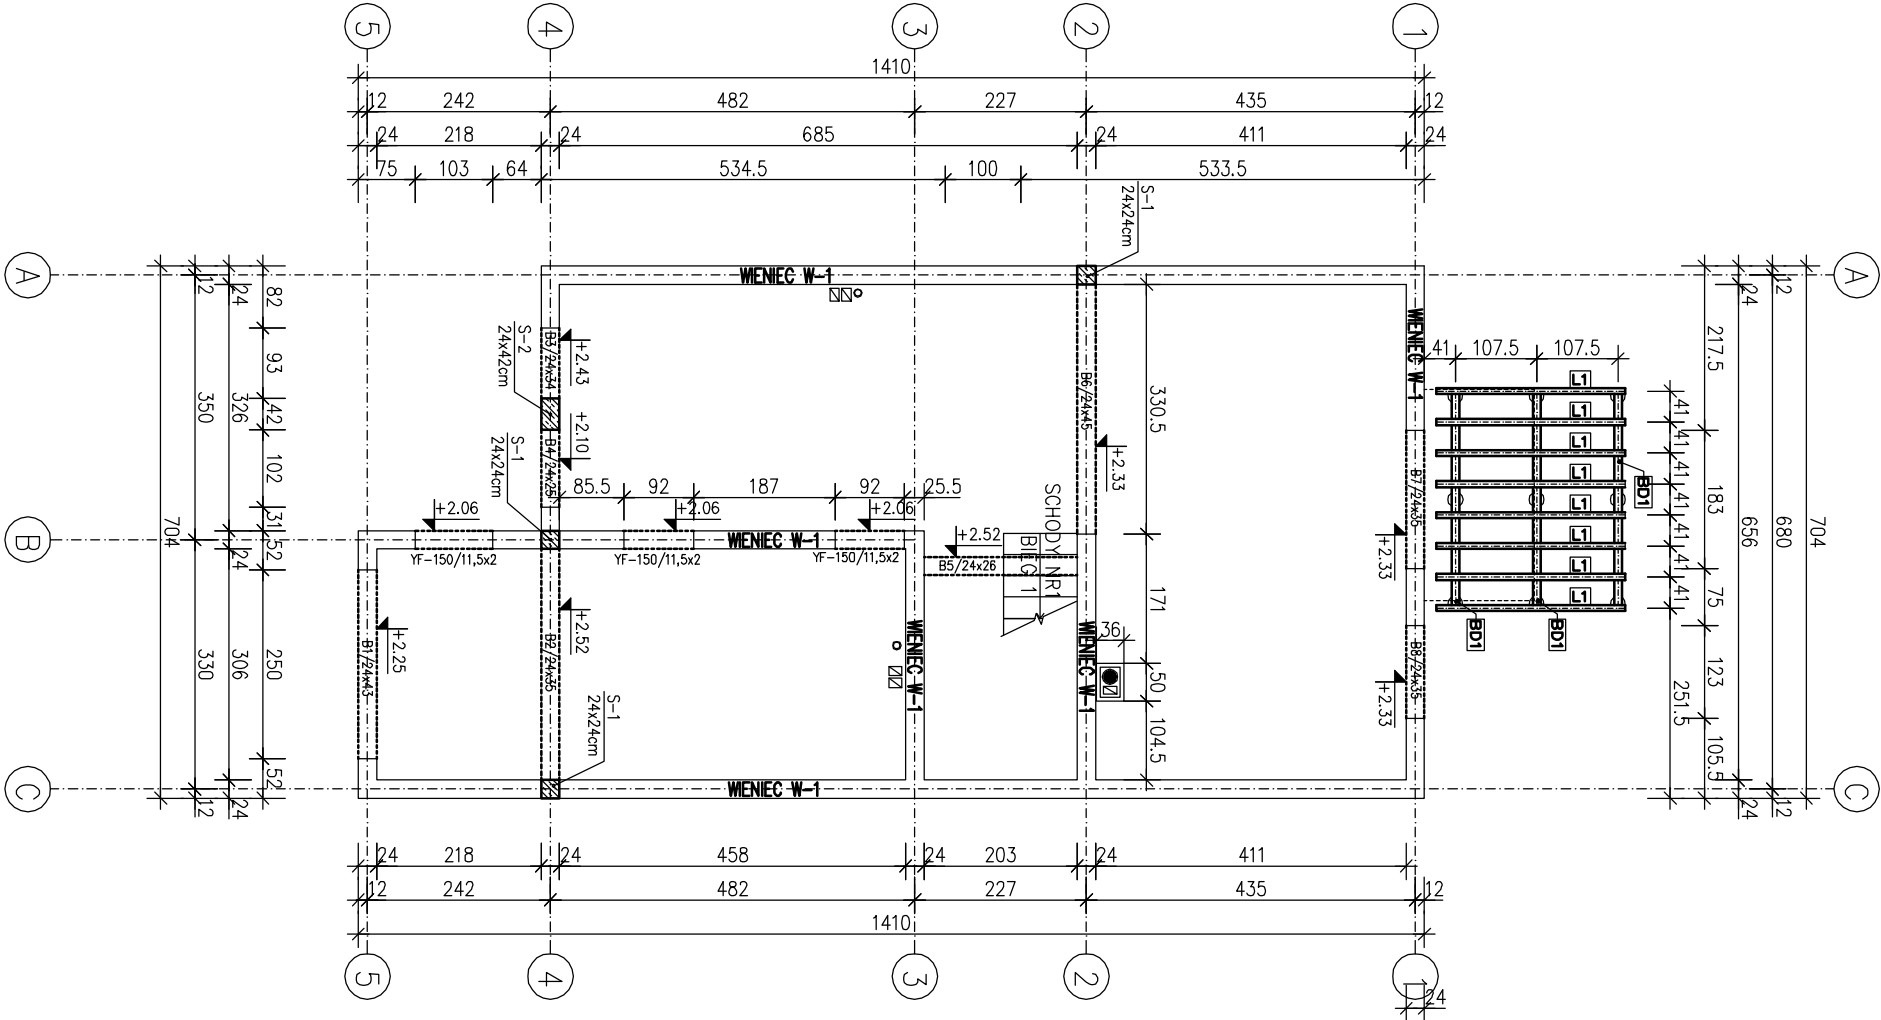 5
4
3
2
1
1410
12
242
482
227
435
12
24
218
24
685
24
411
24
75
103
64
534.5
100
533.5
S-1
24x24cm
A
A
WIENIEC W-1
12
24
82
24
12
217.5
WIENIEC W-1
41
107.5
107.5
L1
L1
L1
L1
L1
L1
L1
L1
41
41
41
41
41
41
41
BD1
BD1
BD1
350
326
93
42
102
31
S-2
24x42cm
B3/24x34
+2.43
+2.10
B4/24x25
S-1
24x24cm
85.5
92
187
92
25.5
B6/24x45
+2.33
330.5
B7/24x35
+2.33
183
656
680
704
+2.06
+2.06
+2.06
B
B
WIENIEC W-1
YF-150/11,5x2
YF-150/11,5x2
YF-150/11,5x2
+2.52
B5/24x26
SCHODY NR1
BIEG 1
704
24
52
330
306
250
52
B1/24x43
+2.25
B2/24x35
+2.52
S-1
24x24cm
WIENIEC W-1
WIENIEC W-1
171
36
50
104.5
B8/24x35
+2.33
75
123
251.5
105.5
C
C
12
24
WIENIEC W-1
24
12
24
218
24
458
24
203
24
411
12
242
482
227
435
12
1410
5
4
3
2
1
24